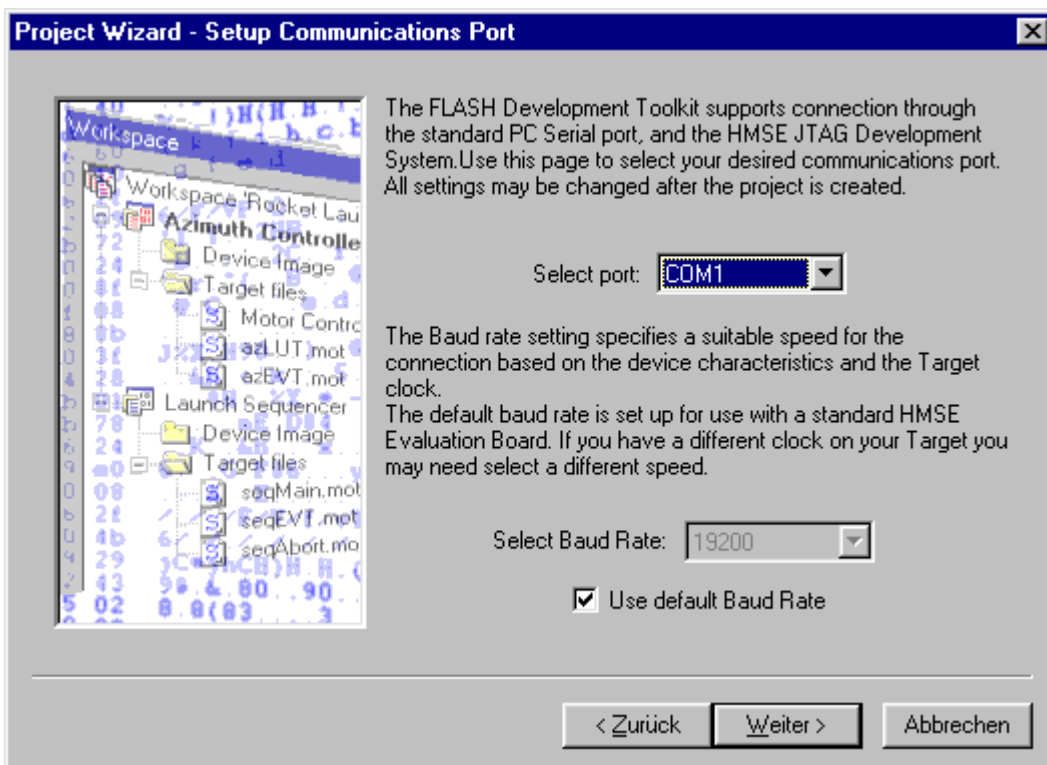 Project Wizard - Setup Communications Port
Workspace
Workspace 'Rocket Lau
Azimuth Controlle
Device Image
Target files
Motor Contro
azLUT.mot
azEVT.mot
Launch Sequencer
Device Image
Target files
seqMain.mot
seqEVT.mot
seqAbort.mo
The FLASH Development Toolkit supports connection through
the standard PC Serial port, and the HMSE JTAG Development
System.Use this page to select your desired communications port.
All settings may be changed after the project is created.
Select port: COM1
The Baud rate setting specifies a suitable speed for the
connection based on the device characteristics and the Target
clock.
The default baud rate is set up for use with a standard HMSE
Evaluation Board. If you have a different clock on your Target you
may need select a different speed.
Select Baud Rate: 19200
Use default Baud Rate
< Zurück Weiter > Abbrechen